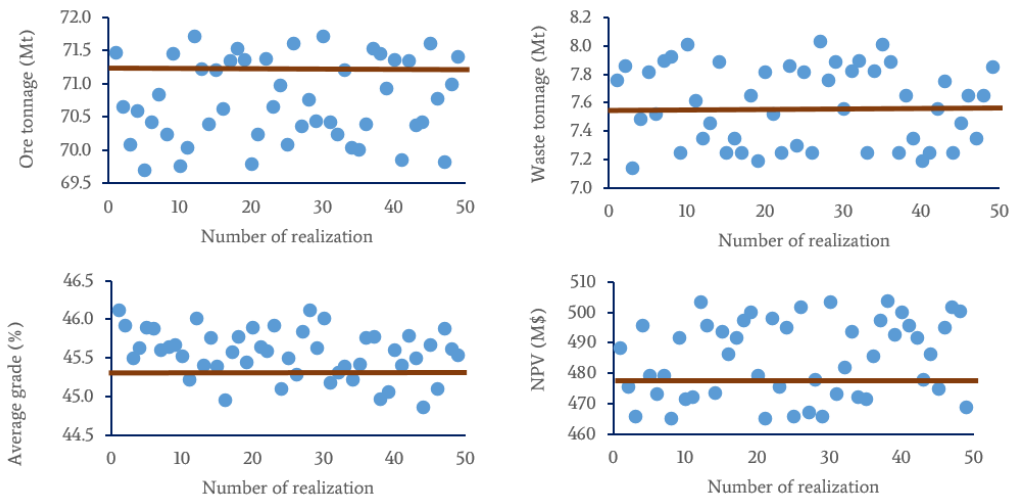 Ore tonnage (Mt)
72.0
71.5
71.0
70.5
70.0
69.5
0 10 20 30 40 50
Number of realization
Waste tonnage (Mt)
8.2
8.0
7.8
7.6
7.4
7.2
7.0
0 10 20 30 40 50
Number of realization
Average grade (%)
46.5
46.0
45.5
45.0
44.5
0 10 20 30 40 50
Number of realization
NPV (M$)
510
500
490
480
470
460
0 10 20 30 40 50
Number of realization